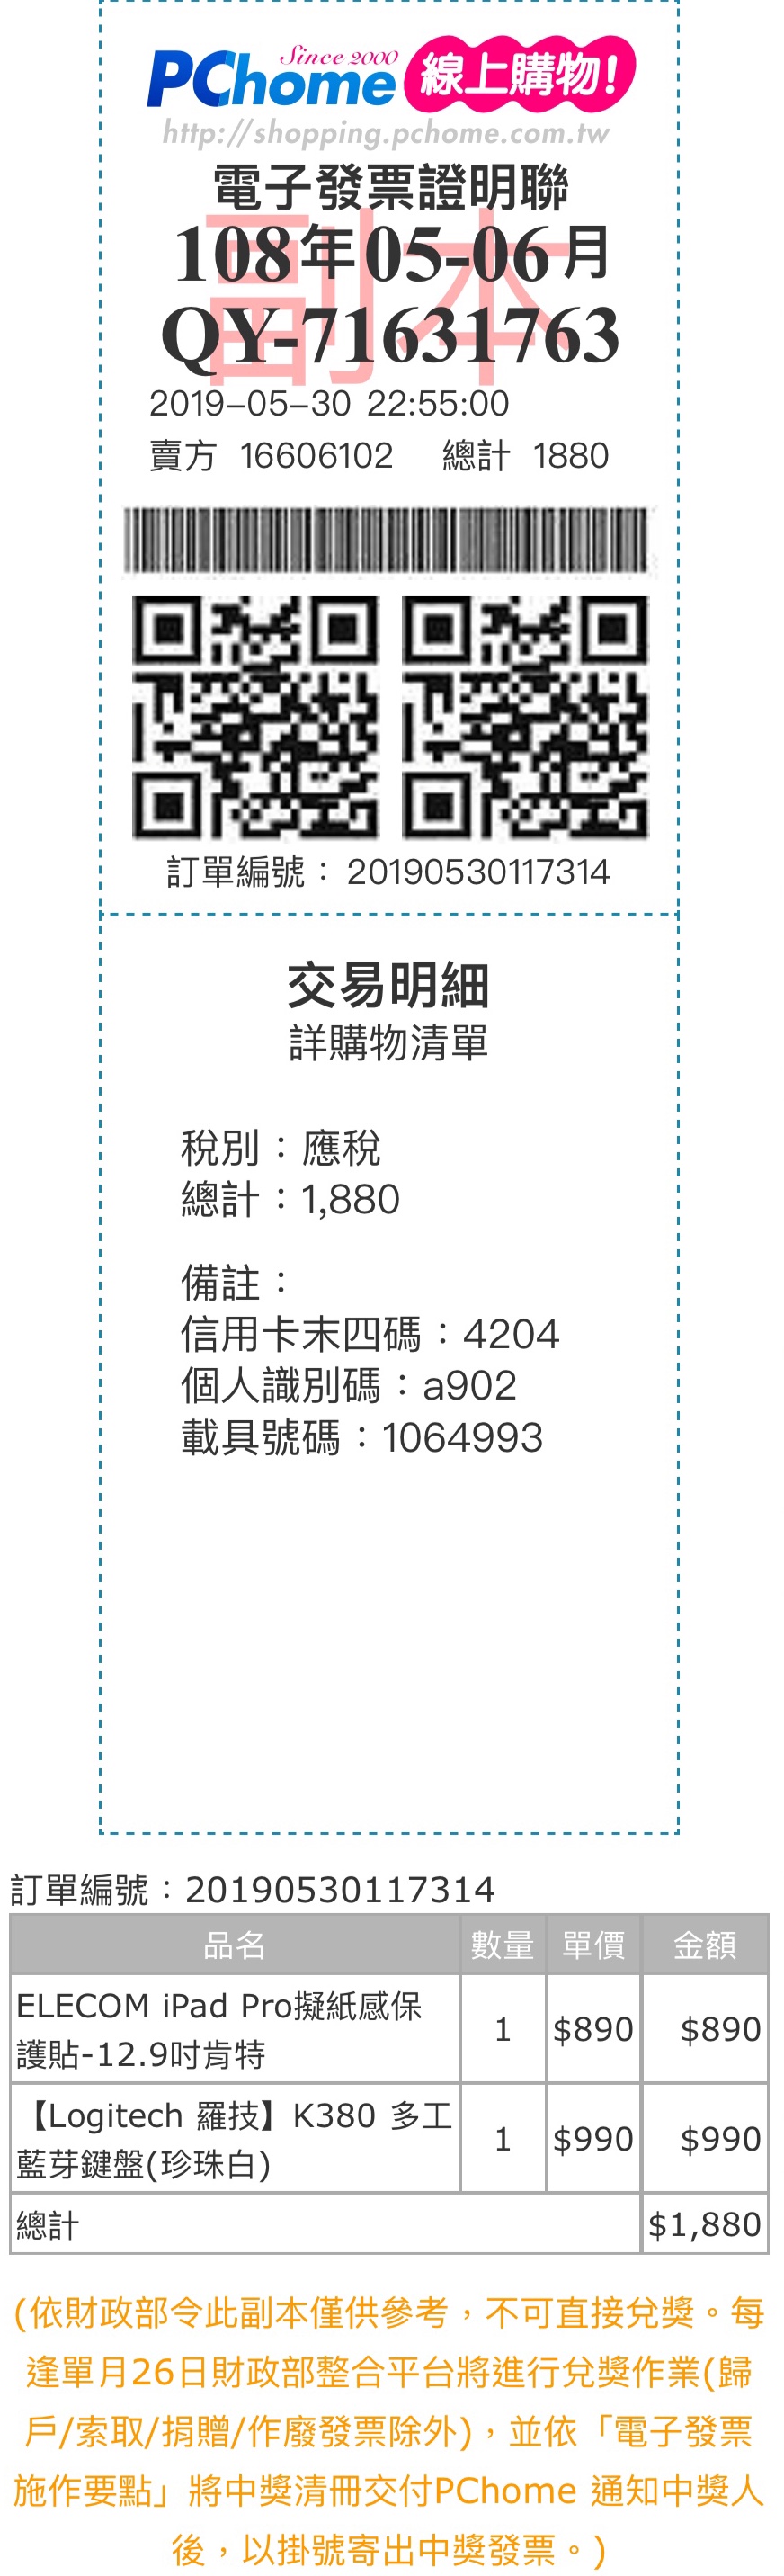 Since 2000
PChome 線上購物!
http://shopping.pchome.com.tw
電子發票證明聯
副本
108年05-06月
QY-71631763
2019-05-30 22:55:00
賣方 16606102 總計 1880
訂單編號： 20190530117314
交易明細
詳購物清單
稅別：應稅
總計：1,880
備註：
信用卡末四碼：4204
個人識別碼：a902
載具號碼：1064993
訂單編號：20190530117314
品名 數量 單價 金額
ELECOM iPad Pro擬紙感保
護貼-12.9吋肯特 1 $890 $890
【Logitech 羅技】K380 多工
藍芽鍵盤(珍珠白) 1 $990 $990
總計 $1,880
(依財政部令此副本僅供參考，不可直接兌獎。每
逢單月26日財政部整合平台將進行兌獎作業(歸
戶/索取/捐贈/作廢發票除外)，並依「電子發票
施作要點」將中獎清冊交付PChome 通知中獎人
後，以掛號寄出中獎發票。)